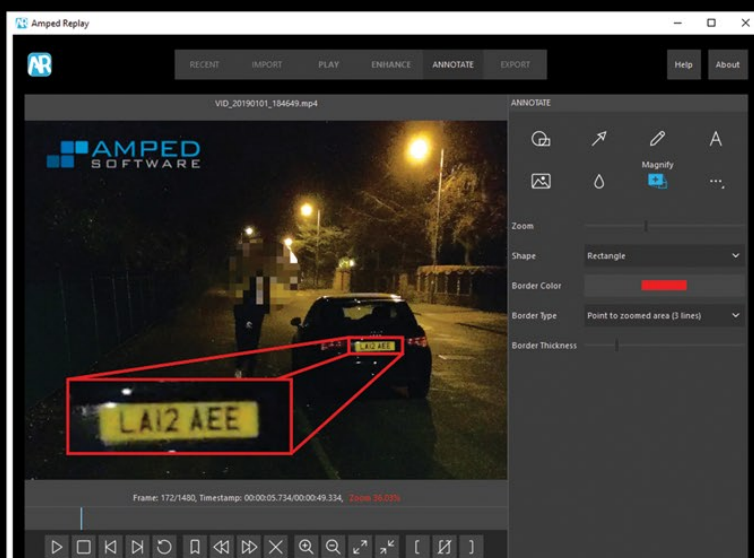 Amped Replay
AR
RECENT IMPORT PLAY ENHANCE ANNOTATE EXPORT
Help About
VID_20190101_184649.mp4
ANNOTATE
AMPED
SOFTWARE
A
Magnify
Zoom
Shape Rectangle
Border Color
Border Type Point to zoomed area (3 lines)
Border Thickness
LA12 AEE
LA12 AEE
Frame: 172/1480, Timestamp: 00:00:05.734/00:00:49.334, Zoom 36.03%